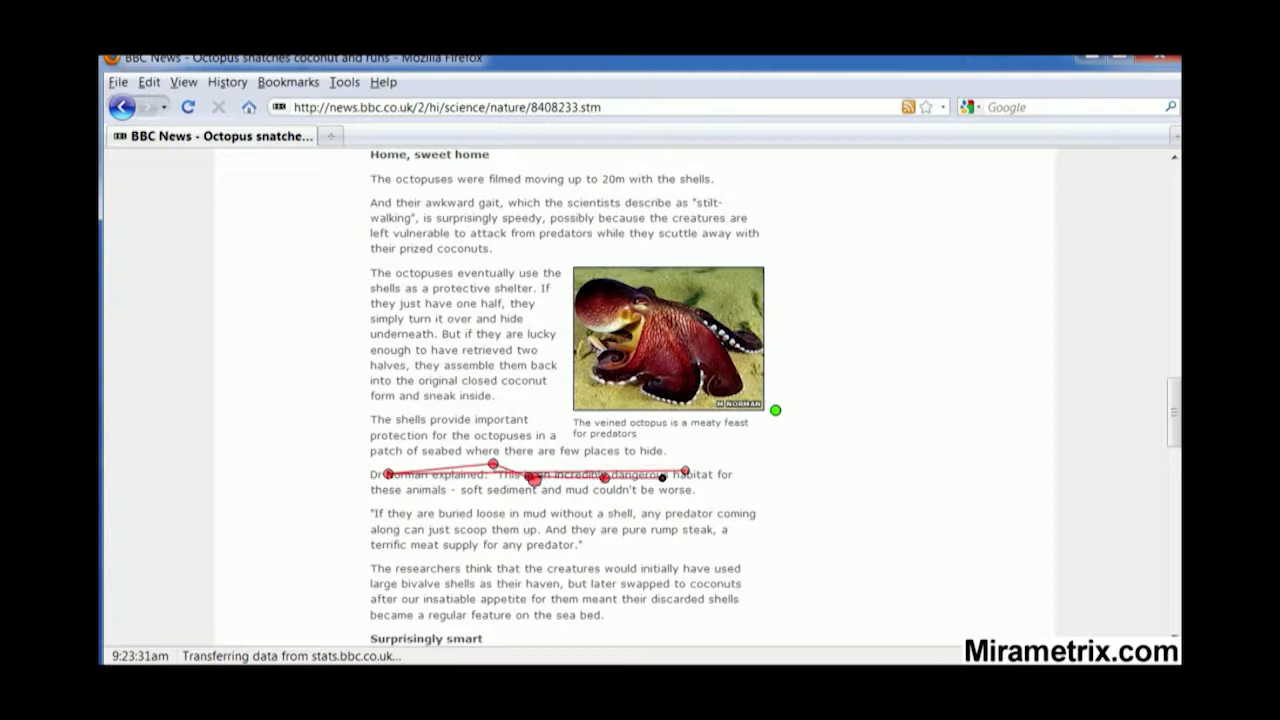 BBC News - Octopus snatches coconut and runs - Mozilla Firefox
File Edit View History Bookmarks Tools Help
http://news.bbc.co.uk/2/hi/science/nature/8408233.stm
Google
BBC News - Octopus snatche...
Home, sweet home
The octopuses were filmed moving up to 20m with the shells.
And their awkward gait, which the scientists describe as "stilt-
walking", is surprisingly speedy, possibly because the creatures are
left vulnerable to attack from predators while they scuttle away with
their prized coconuts.
The octopuses eventually use the
shells as a protective shelter. If
they just have one half, they
simply turn it over and hide
underneath. But if they are lucky
enough to have retrieved two
halves, they assemble them back
into the original closed coconut
form and sneak inside.
M NORMAN
The veined octopus is a meaty feast
for predators
The shells provide important
protection for the octopuses in a
patch of seabed where there are few places to hide.
Dr Norman explained: "This is an incredibly dangerous habitat for
these animals - soft sediment and mud couldn't be worse.
"If they are buried loose in mud without a shell, any predator coming
along can just scoop them up. And they are pure rump steak, a
terrific meat supply for any predator."
The researchers think that the creatures would initially have used
large bivalve shells as their haven, but later swapped to coconuts
after our insatiable appetite for them meant their discarded shells
became a regular feature on the sea bed.
Surprisingly smart
9:23:31am Transferring data from stats.bbc.co.uk...
Mirametrix.com